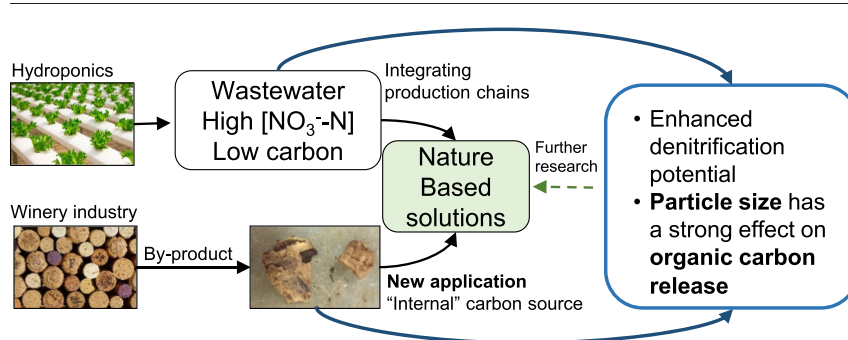 Hydroponics
Wastewater
High [NO₃⁻-N]
Low carbon
Integrating
production chains
Nature
Based
solutions
Further
research
• Enhanced
denitrification
potential
• Particle size has
a strong effect on
organic carbon
release
Winery industry
By-product
New application
“Internal” carbon source